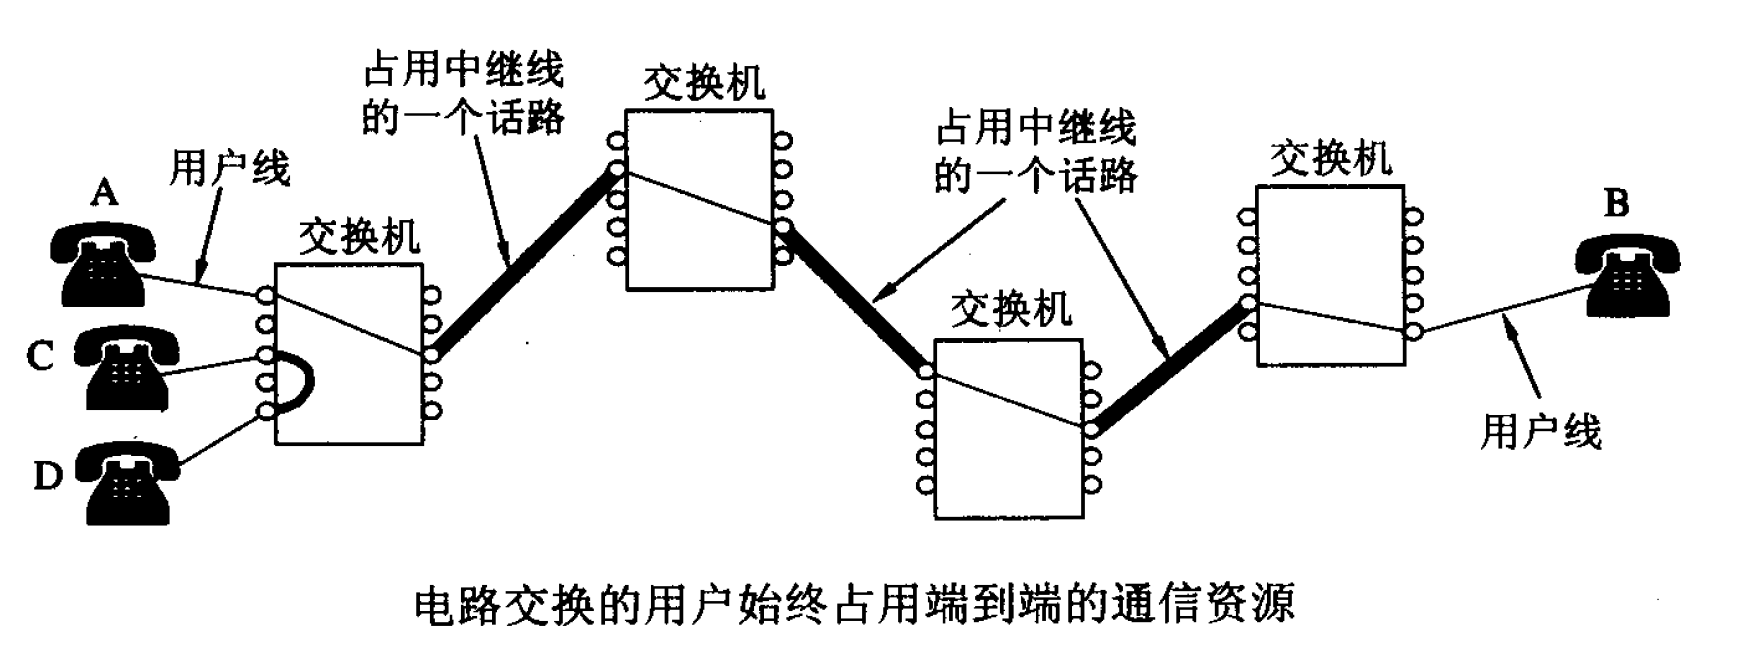 占用中继线
的一个话路
交换机
占用中继线
的一个话路
交换机
用户线
A
B
交换机
交换机
C
用户线
D
电路交换的用户始终占用端到端的通信资源